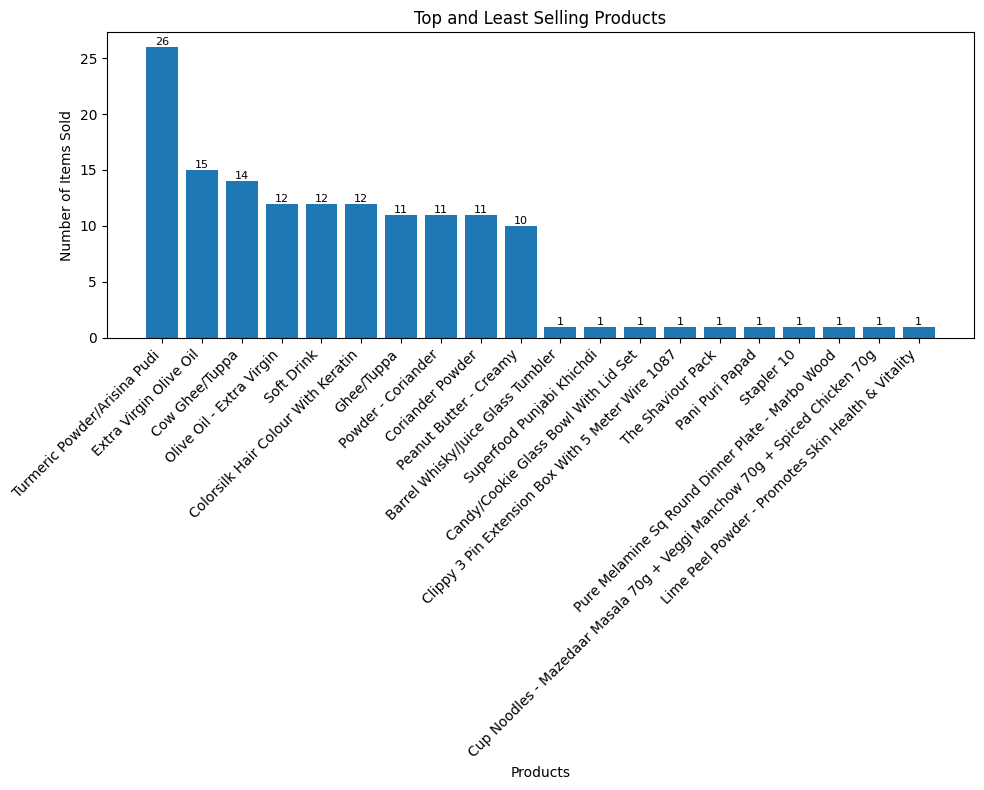 Top and Least Selling Products
Number of Items Sold
25
20
15
10
5
0
26
15
14
12
12
12
11
11
11
10
1
1
1
1
1
1
1
1
1
1
Turmeric Powder/Arisina Pudi
Extra Virgin Olive Oil
Cow Ghee/Tuppa
Olive Oil - Extra Virgin
Soft Drink
Colorsilk Hair Colour With Keratin
Ghee/Tuppa
Powder - Coriander
Coriander Powder
Peanut Butter - Creamy
Barrel Whisky/Juice Glass Tumbler
Superfood Punjabi Khichdi
Candy/Cookie Glass Bowl With Lid Set
Clippy 3 Pin Extension Box With 5 Meter Wire 1087
The Shaviour Pack
Pani Puri Papad
Stapler 10
Pure Melamine Sq Round Dinner Plate - Marbo Wood
Cup Noodles - Mazedaar Masala 70g + Veggi Manchow 70g + Spiced Chicken 70g
Lime Peel Powder - Promotes Skin Health & Vitality
Products